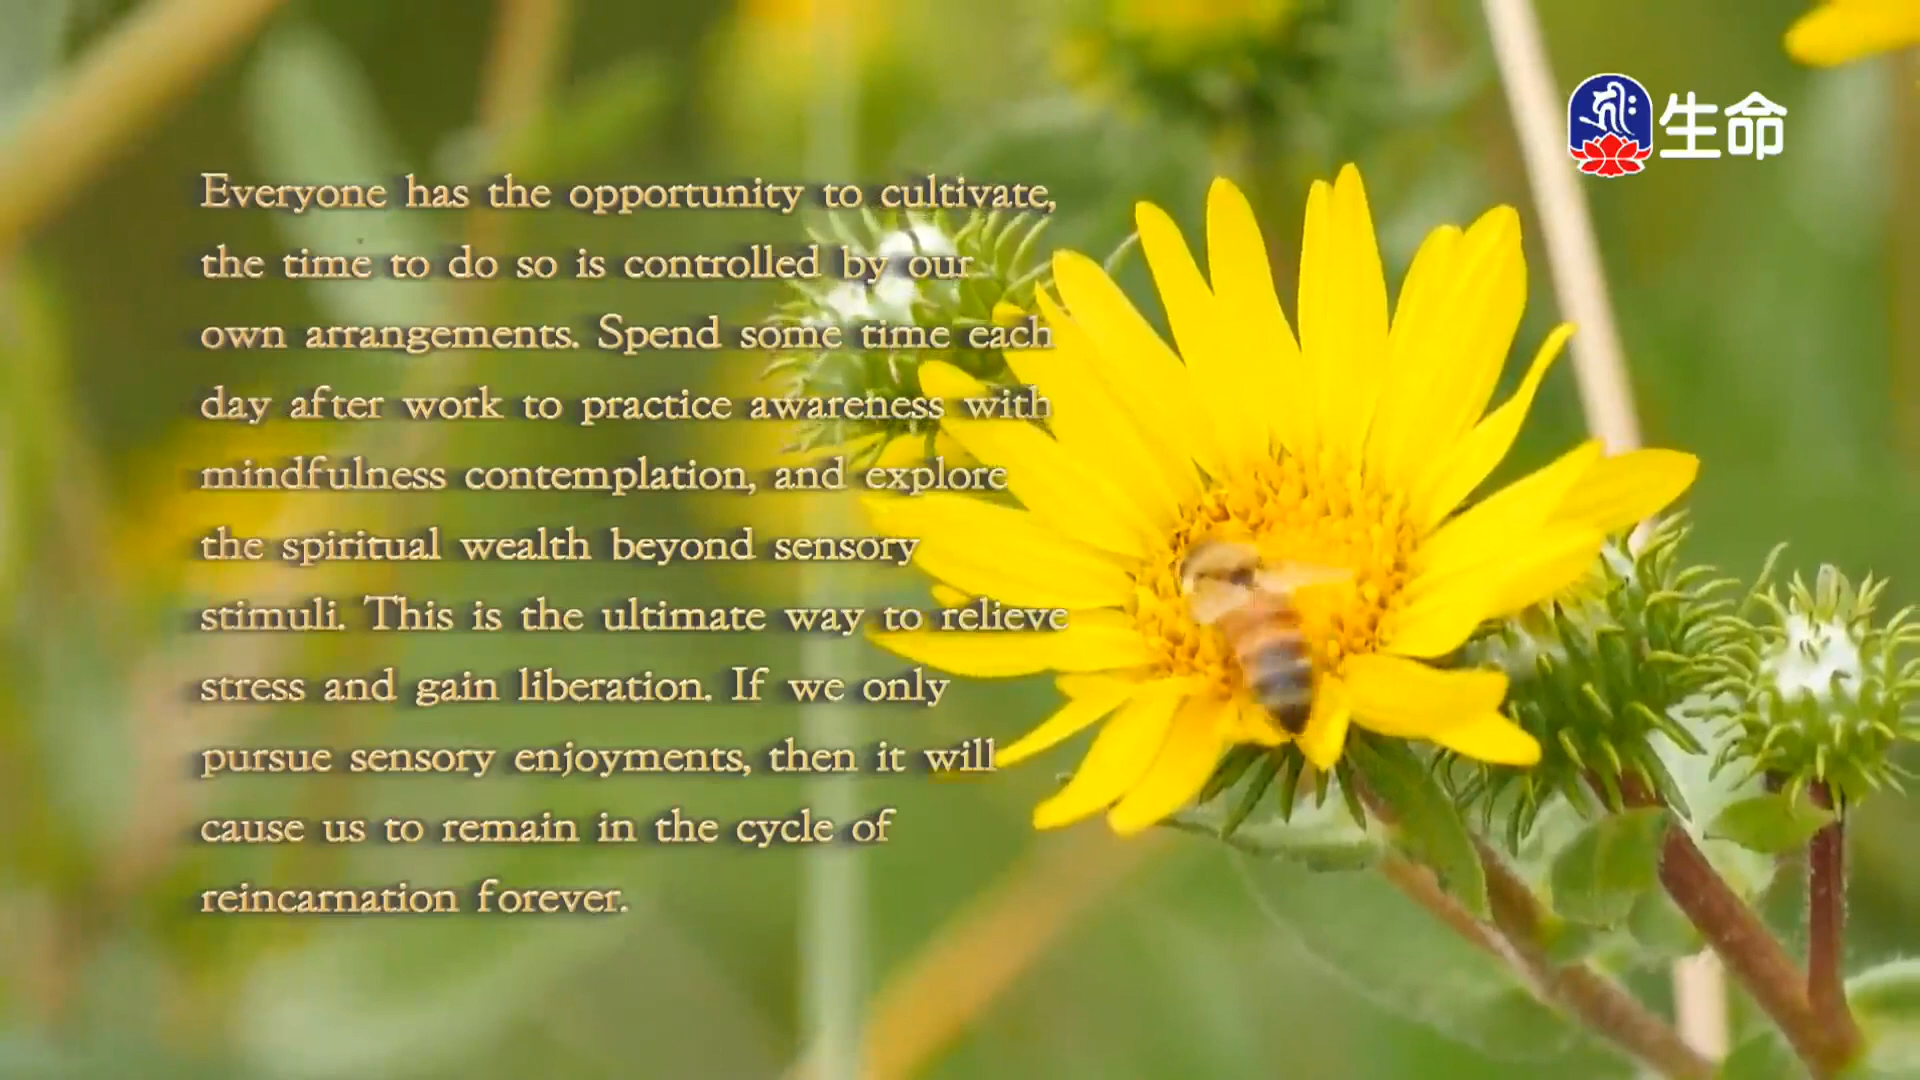 生命
Everyone has the opportunity to cultivate,
the time to do so is controlled by our
own arrangements. Spend some time each
day after work to practice awareness with
mindfulness contemplation, and explore
the spiritual wealth beyond sensory
stimuli. This is the ultimate way to relieve
stress and gain liberation. If we only
pursue sensory enjoyments, then it will
cause us to remain in the cycle of
reincarnation forever.